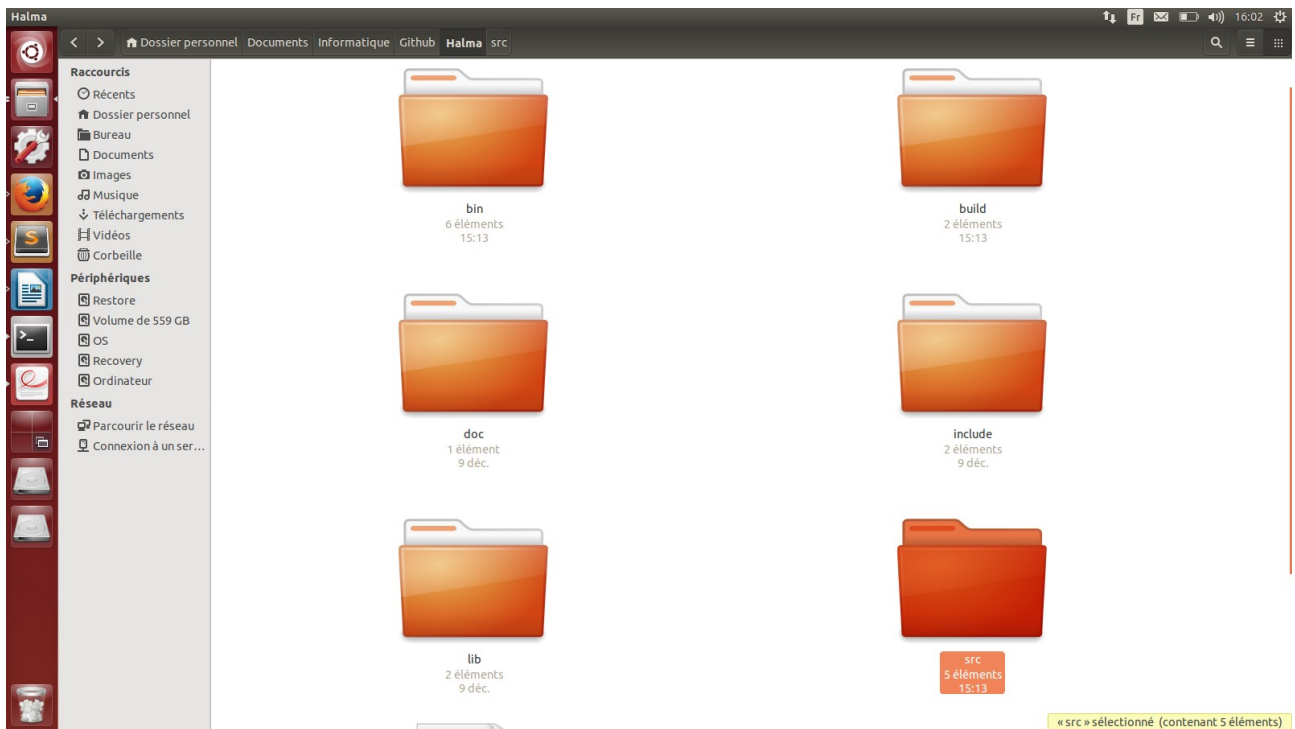 Halma
Fr
16:02
Dossier personnel Documents Informatique Github Halma src
Raccourcis
Récents
Dossier personnel
Bureau
Documents
Images
Musique
Téléchargements
Vidéos
Corbeille
Périphériques
Restore
Volume de 559 GB
OS
Recovery
Ordinateur
Réseau
Parcourir le réseau
Connexion à un ser…
bin
6 éléments
15:13
build
2 éléments
15:13
doc
1 élément
9 déc.
include
2 éléments
9 déc.
lib
2 éléments
9 déc.
src
5 éléments
15:13
« src » sélectionné (contenant 5 éléments)